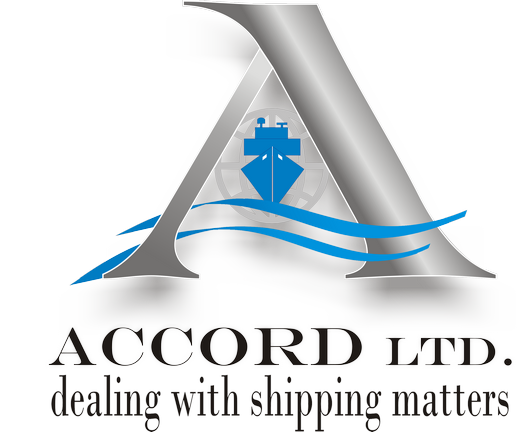 A
ACCORD LTD.
dealing with shipping matters